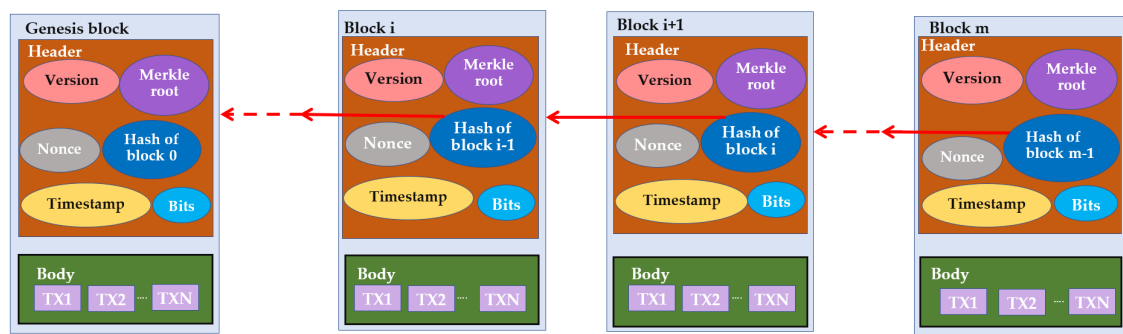 Genesis block
Header
Version
Merkle
root
Nonce
Hash of
block 0
Timestamp
Bits
Body
TX1 TX2 .... TXN
Block i
Header
Version
Merkle
root
Nonce
Hash of
block i-1
Timestamp
Bits
Body
TX1 TX2 .... TXN
Block i+1
Header
Version
Merkle
root
Nonce
Hash of
block i
Timestamp
Bits
Body
TX1 TX2 .... TXN
Block m
Header
Version
Merkle
root
Nonce
Hash of
block m-1
Timestamp
Bits
Body
TX1 TX2 .... TXN